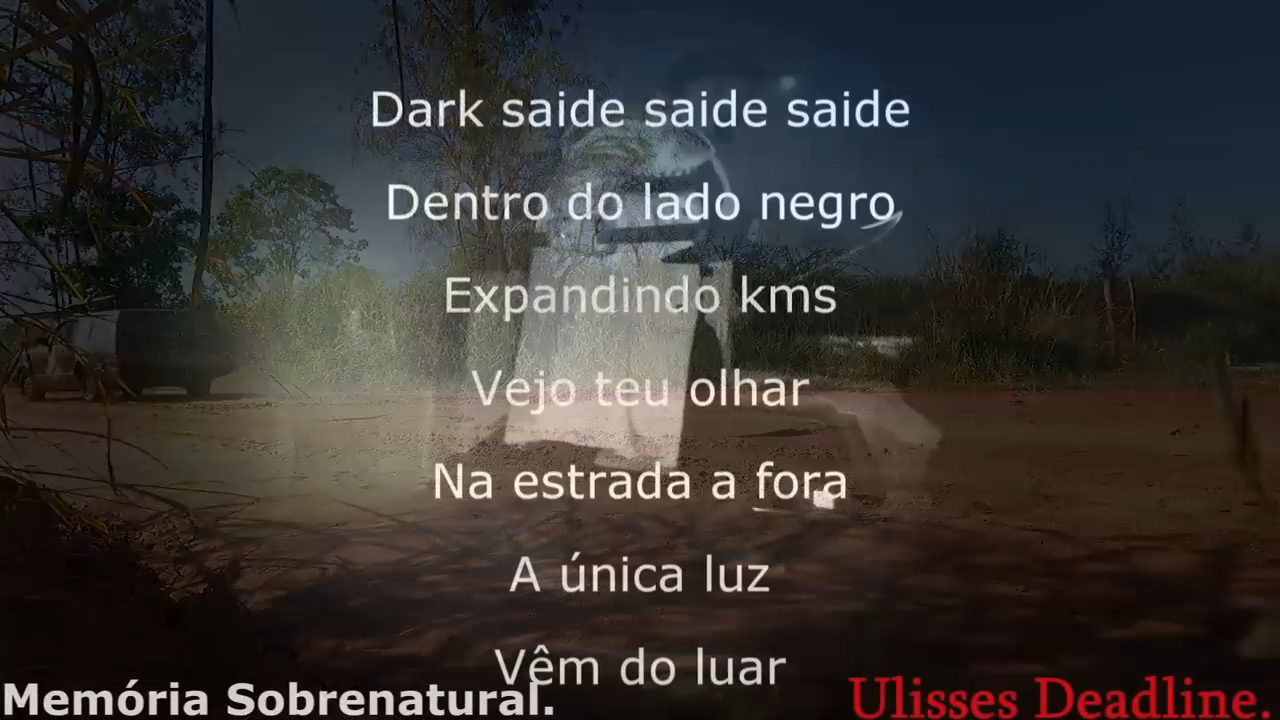 Dark saide saide saide
Dentro do lado negro
Expandindo kms
Vejo teu olhar
Na estrada a fora
A única luz
Vêm do luar
Memória Sobrenatural.
Ulisses Deadline.